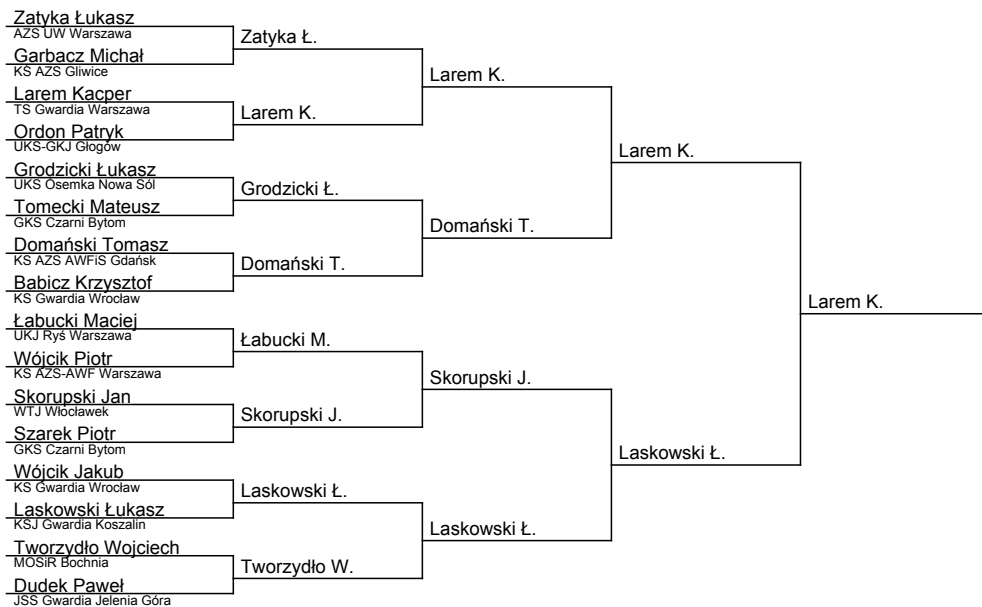 Zatyka Łukasz
AZS UW Warszawa
Garbacz Michał
KS AZS Gliwice
Larem Kacper
TS Gwardia Warszawa
Ordon Patryk
UKS-GKJ Głogów
Grodzicki Łukasz
UKS Ósemka Nowa Sól
Tomecki Mateusz
GKS Czarni Bytom
Domański Tomasz
KS AZS AWFiS Gdańsk
Babicz Krzysztof
KS Gwardia Wrocław
Łabucki Maciej
UKJ Ryś Warszawa
Wójcik Piotr
KS AZS-AWF Warszawa
Skorupski Jan
WTJ Włocławek
Szarek Piotr
GKS Czarni Bytom
Wójcik Jakub
KS Gwardia Wrocław
Laskowski Łukasz
KSJ Gwardia Koszalin
Tworzydło Wojciech
MOSiR Bochnia
Dudek Paweł
JSS Gwardia Jelenia Góra
Zatyka Ł.
Larem K.
Grodzicki Ł.
Domański T.
Łabucki M.
Skorupski J.
Laskowski Ł.
Tworzydło W.
Larem K.
Domański T.
Skorupski J.
Laskowski Ł.
Larem K.
Laskowski Ł.
Larem K.